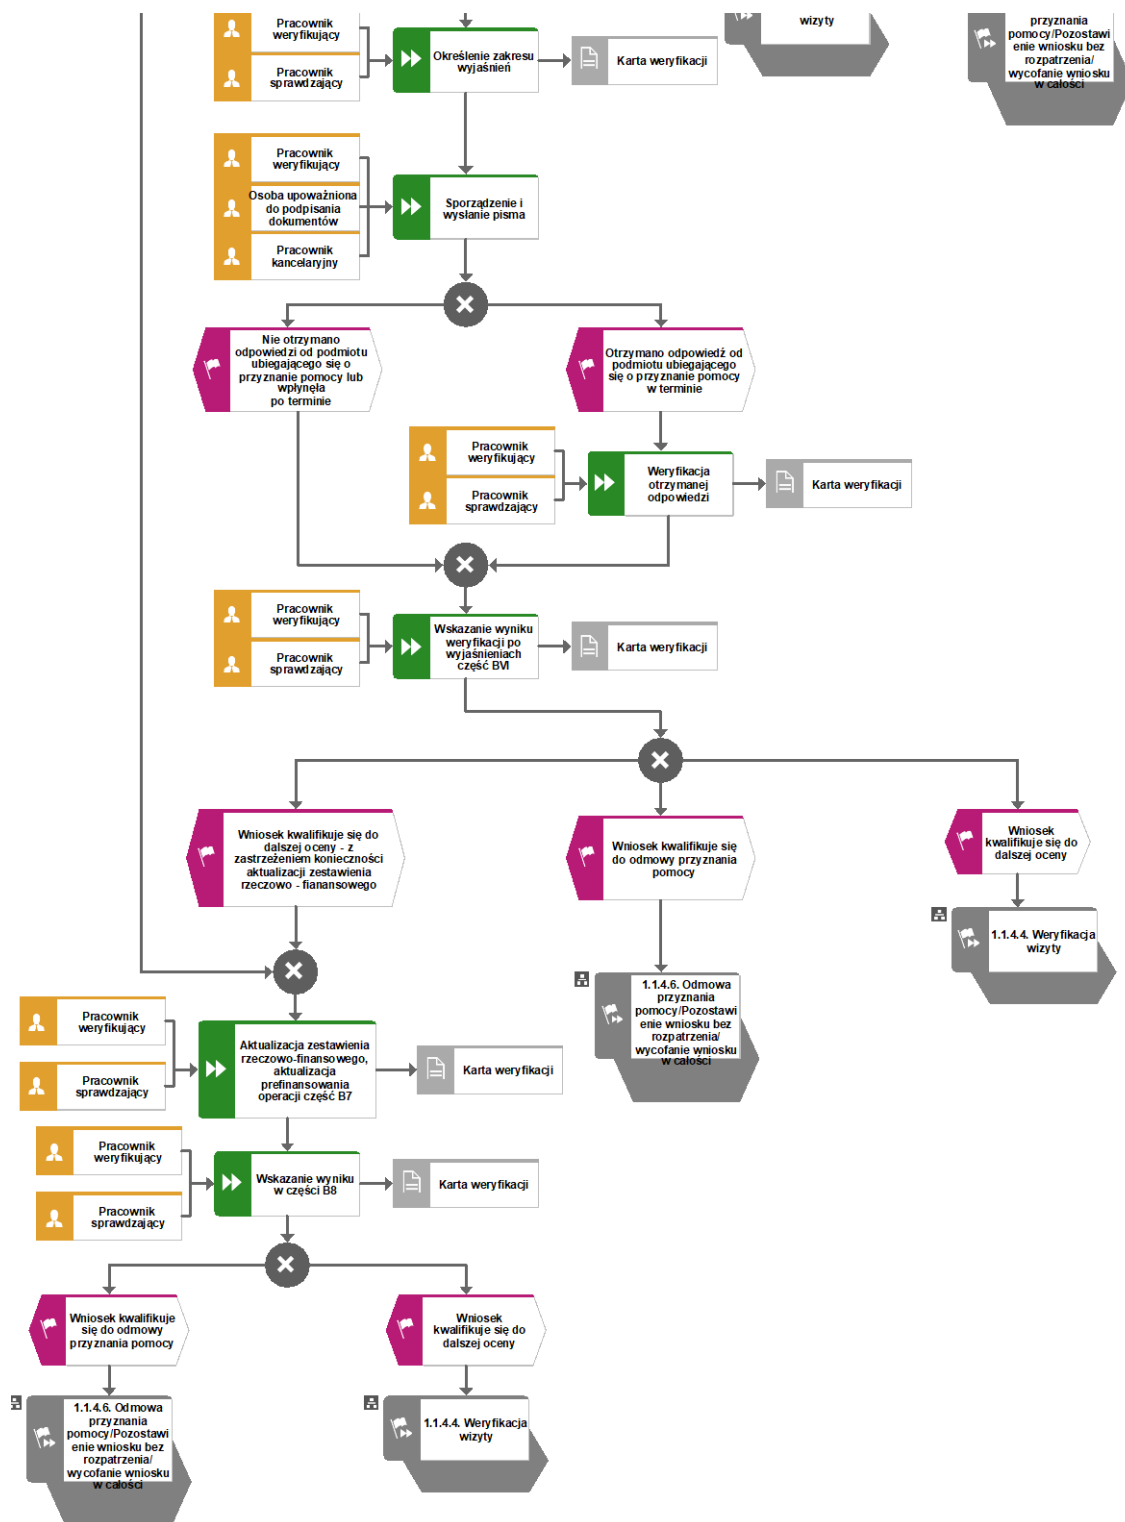 Pracownik
weryfikujący
Pracownik
sprawdzający
Określenie zakresu
wyjaśnień
Karta weryfikacji
wizyty
przyznania
pomocy/Pozostawi
enie wniosku bez
rozpatrzenia/
wycofanie wniosku
w całości
Pracownik
weryfikujący
Osoba upoważniona
do podpisania
dokumentów
Pracownik
kancelaryjny
Sporządzenie i
wysłanie pisma
Nie otrzymano
odpowiedzi od podmiotu
ubiegającego się o
przyznanie pomocy lub
wpłynęła
po terminie
Otrzymano odpowiedź od
podmiotu ubiegającego
się o przyznanie pomocy
w terminie
Pracownik
weryfikujący
Pracownik
sprawdzający
Weryfikacja
otrzymanej
odpowiedzi
Karta weryfikacji
Pracownik
weryfikujący
Pracownik
sprawdzający
Wskazanie wyniku
weryfikacji po
wyjaśnieniach
część BVI
Karta weryfikacji
Wniosek kwalifikuje się do
dalszej oceny - z
zastrzeżeniem konieczności
aktualizacji zestawienia
rzeczowo - fianansowego
Wniosek kwalifikuje się
do odmowy przyznania
pomocy
Wniosek
kwalifikuje się do
dalszej oceny
1.1.4.4. Weryfikacja
wizyty
1.1.4.6. Odmowa
przyznania
pomocy/Pozostawi
enie wniosku bez
rozpatrzenia/
wycofanie wniosku
w całości
Pracownik
weryfikujący
Pracownik
sprawdzający
Aktualizacja zestawienia
rzeczowo-finansowego,
aktualizacja
prefinansowania
operacji część B7
Karta weryfikacji
Pracownik
weryfikujący
Pracownik
sprawdzający
Wskazanie wyniku
w części B8
Karta weryfikacji
Wniosek kwalifikuje
się do odmowy
przyznania pomocy
Wniosek
kwalifikuje się do
dalszej oceny
1.1.4.6. Odmowa
przyznania
pomocy/Pozostawi
enie wniosku bez
rozpatrzenia/
wycofanie wniosku
w całości
1.1.4.4. Weryfikacja
wizyty